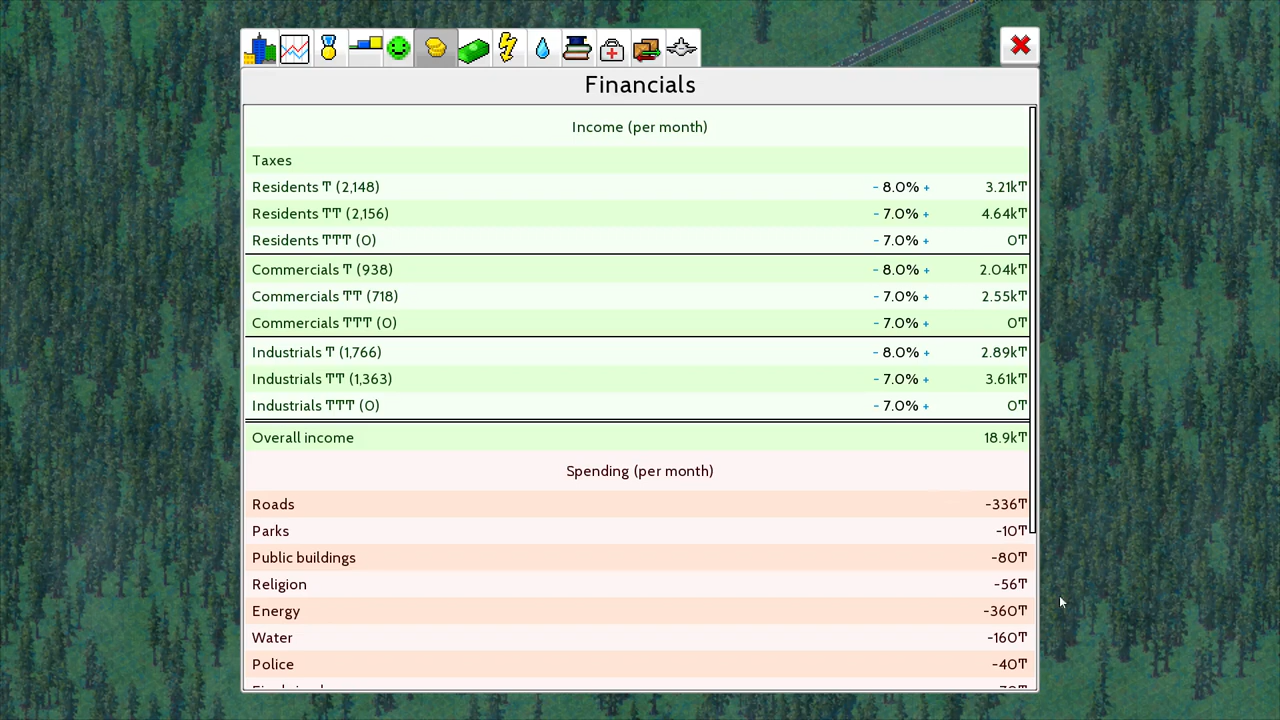 Financials
Income (per month)
Taxes
Residents T (2,148) - 8.0% + 3.21kT
Residents TT (2,156) - 7.0% + 4.64kT
Residents TTT (0) - 7.0% + 0T
Commercials T (938) - 8.0% + 2.04kT
Commercials TT (718) - 7.0% + 2.55kT
Commercials TTT (0) - 7.0% + 0T
Industrials T (1,766) - 8.0% + 2.89kT
Industrials TT (1,363) - 7.0% + 3.61kT
Industrials TTT (0) - 7.0% + 0T
Overall income 18.9kT
Spending (per month)
Roads -336T
Parks -10T
Public buildings -80T
Religion -56T
Energy -360T
Water -160T
Police -40T